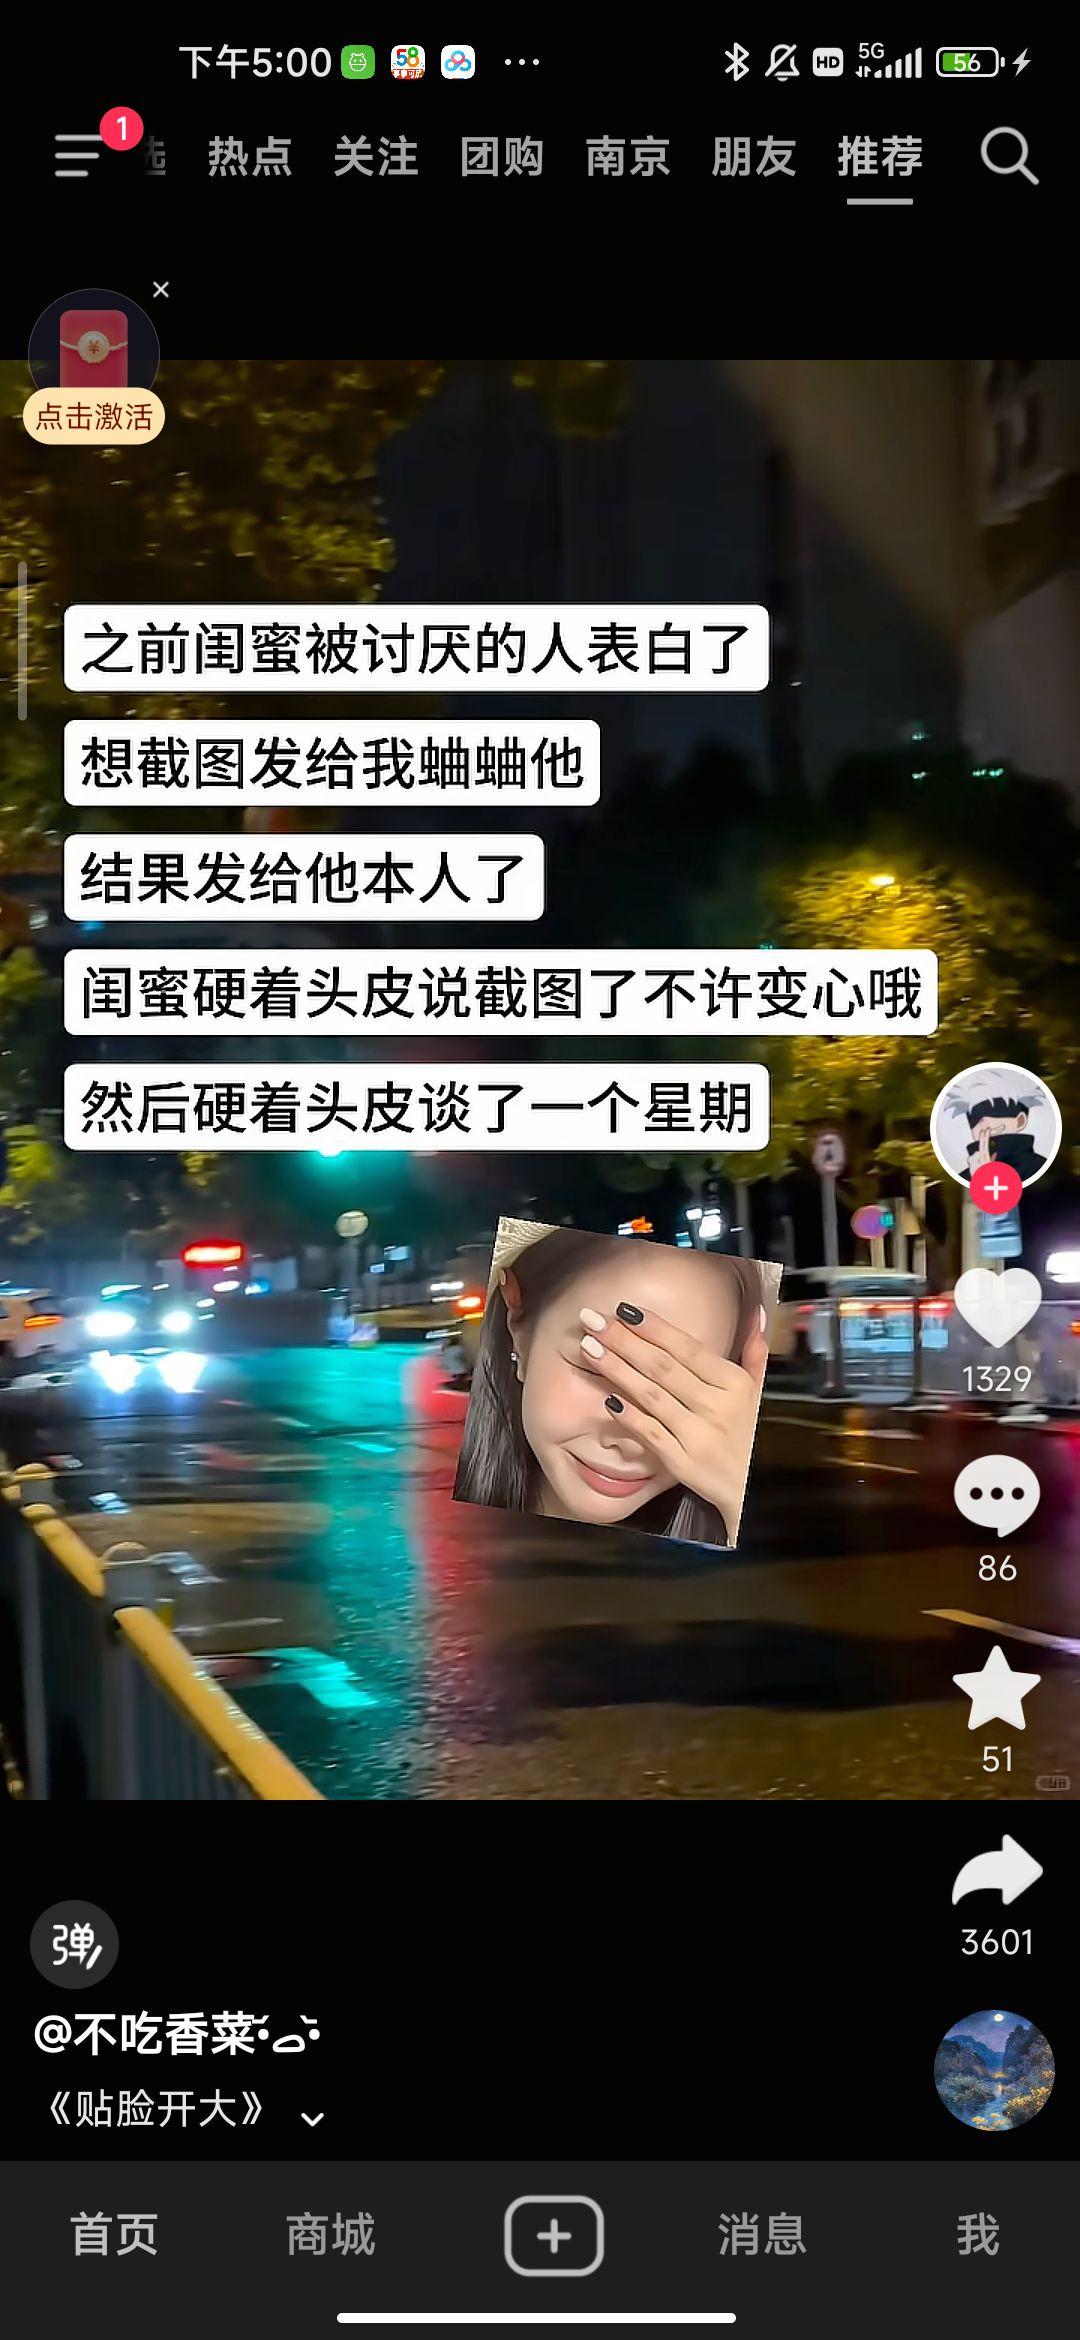 下午5:00
58
HD
5G
56
1
热点 关注 团购 南京 朋友 推荐
点击激活
之前闺蜜被讨厌的人表白了
想截图发给我蛐蛐他
结果发给他本人了
闺蜜硬着头皮说截图了不许变心哦
然后硬着头皮谈了一个星期
1329
86
51
3601
弹
@不吃香菜
《贴脸开大》
首页 商城 消息 我